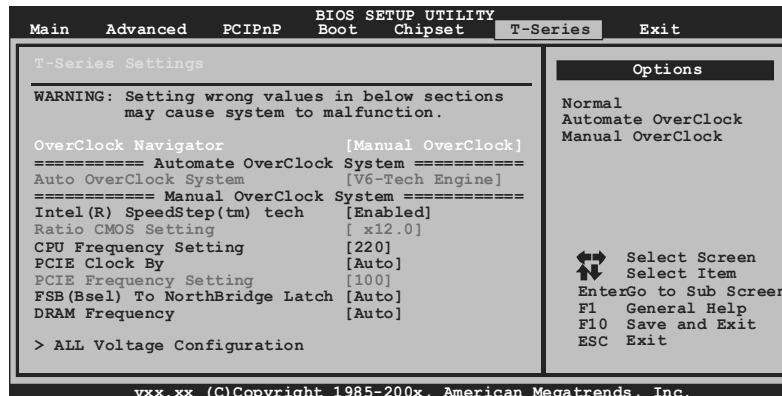 BIOS SETUP UTILITY
Main Advanced PCIPnP Boot Chipset T-Series Exit
T-Series Settings
WARNING: Setting wrong values in below sections
may cause system to malfunction.
OverClock Navigator [Manual OverClock]
=========== Automate OverClock System ===========
Auto OverClock System [V6-Tech Engine]
============ Manual OverClock System ============
Intel(R) SpeedStep(tm) tech [Enabled]
Ratio CMOS Setting [ x12.0]
CPU Frequency Setting [220]
PCIE Clock By [Auto]
PCIE Frequency Setting [100]
FSB(Bsel) To NorthBridge Latch [Auto]
DRAM Frequency [Auto]
> ALL Voltage Configuration
Options
Normal
Automate OverClock
Manual OverClock
Select Screen
Select Item
EnterGo to Sub Screen
F1 General Help
F10 Save and Exit
ESC Exit
vxx.xx (C)Copyright 1985-200x, American Megatrends, Inc.